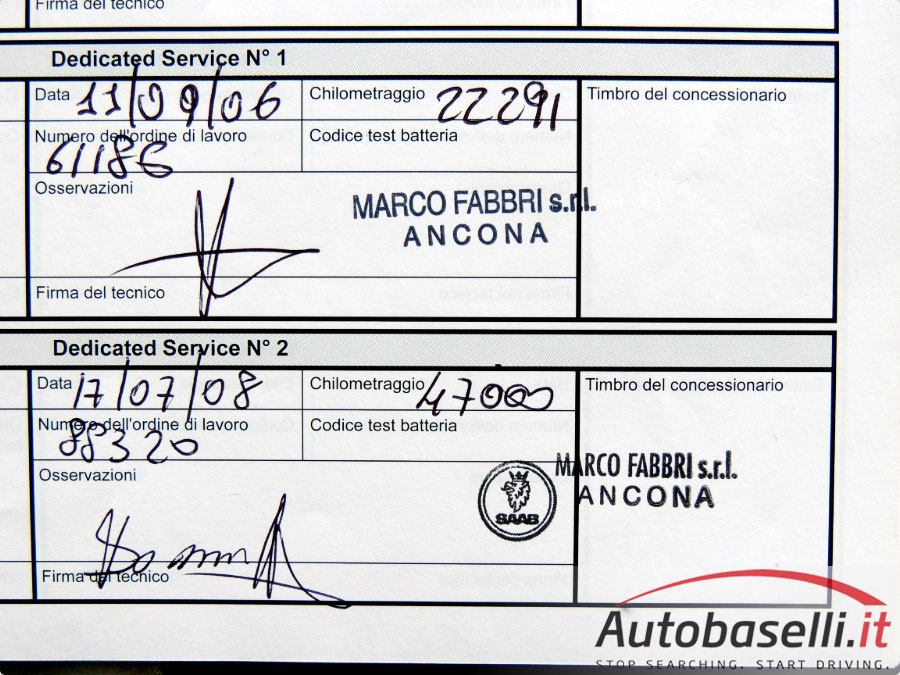 Firma del tecnico
Dedicated Service N° 1
Data 11/09/06 Chilometraggio 22291 Timbro del concessionario
Numero dell'ordine di lavoro Codice test batteria
61186
Osservazioni
MARCO FABBRI s.r.l.
ANCONA
Firma del tecnico
Dedicated Service N° 2
Data 17/07/08 Chilometraggio 47000 Timbro del concessionario
Numero dell'ordine di lavoro Codice test batteria
88320
Osservazioni
MARCO FABBRI s.r.l.
ANCONA
SAAB
Firma del tecnico
Autobaselli.it
STOP SEARCHING. START DRIVING.